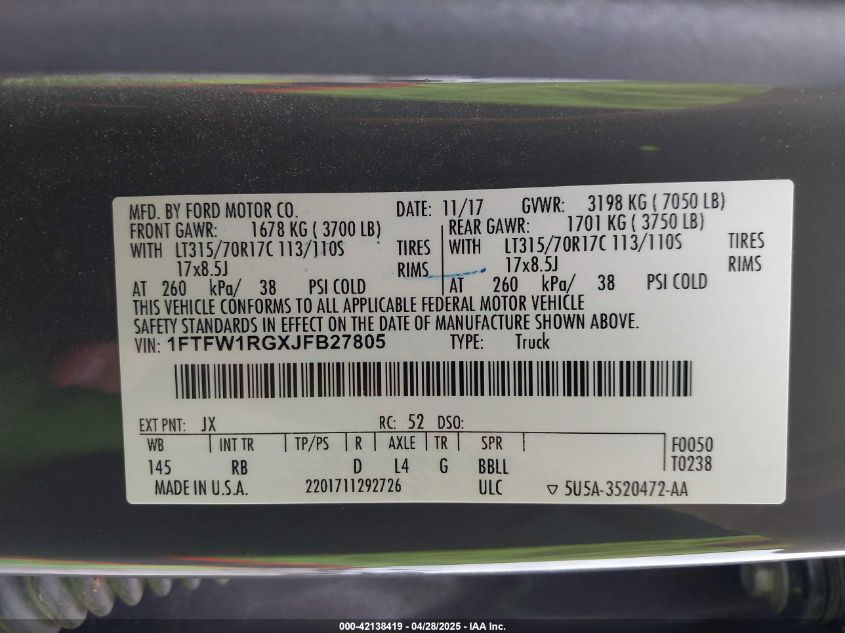 MFD. BY FORD MOTOR CO. DATE: 11/17 GVWR: 3198 KG ( 7050 LB)
FRONT GAWR: 1678 KG ( 3700 LB) REAR GAWR: 1701 KG ( 3750 LB)
WITH LT315/70R17C 113/110S TIRES WITH LT315/70R17C 113/110S TIRES
17x8.5J RIMS 17x8.5J RIMS
AT 260 kPa/ 38 PSI COLD AT 260 kPa/ 38 PSI COLD
THIS VEHICLE CONFORMS TO ALL APPLICABLE FEDERAL MOTOR VEHICLE
SAFETY STANDARDS IN EFFECT ON THE DATE OF MANUFACTURE SHOWN ABOVE.
VIN: 1FTFW1RGXJFB27805 TYPE: Truck
EXT PNT: JX RC: 52 DSO:
WB INT TR TP/PS R AXLE TR SPR F0050
145 RB D L4 G BBLL T0238
MADE IN U.S.A. 2201711292726 ULC ▽ 5U5A-3520472-AA
000-42138419 - 04/28/2025 - IAA Inc.